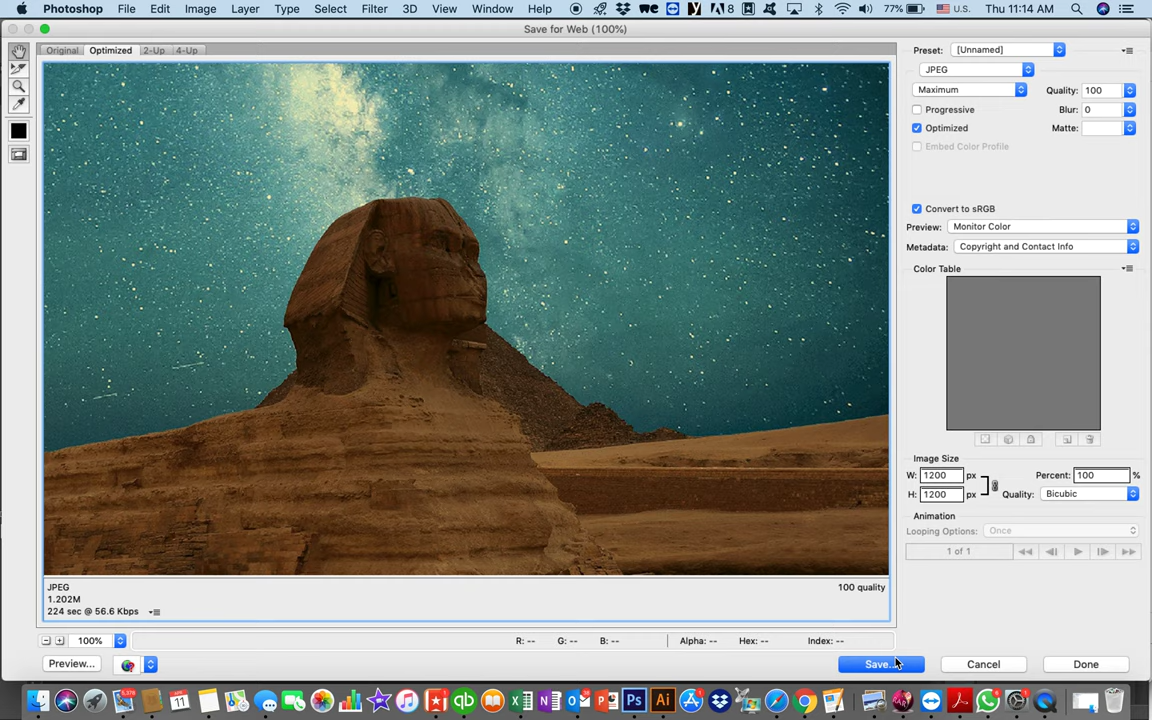 Photoshop File Edit Image Layer Type Select Filter 3D View Window Help 8 77% U.S. Thu 11:14 AM
Save for Web (100%)
Original Optimized 2-Up 4-Up
Preset: [Unnamed]
JPEG
Maximum Quality: 100
Progressive Blur: 0
Optimized Matte:
Embed Color Profile
Convert to sRGB
Preview: Monitor Color
Metadata: Copyright and Contact Info
Color Table
Image Size
W: 1200 px Percent: 100 %
H: 1200 px Quality: Bicubic
Animation
Looping Options: Once
1 of 1
JPEG 100 quality
1.202M
224 sec @ 56.6 Kbps
100% R: -- G: -- B: -- Alpha: -- Hex: -- Index: --
Preview... Save... Cancel Done
Ps Ai